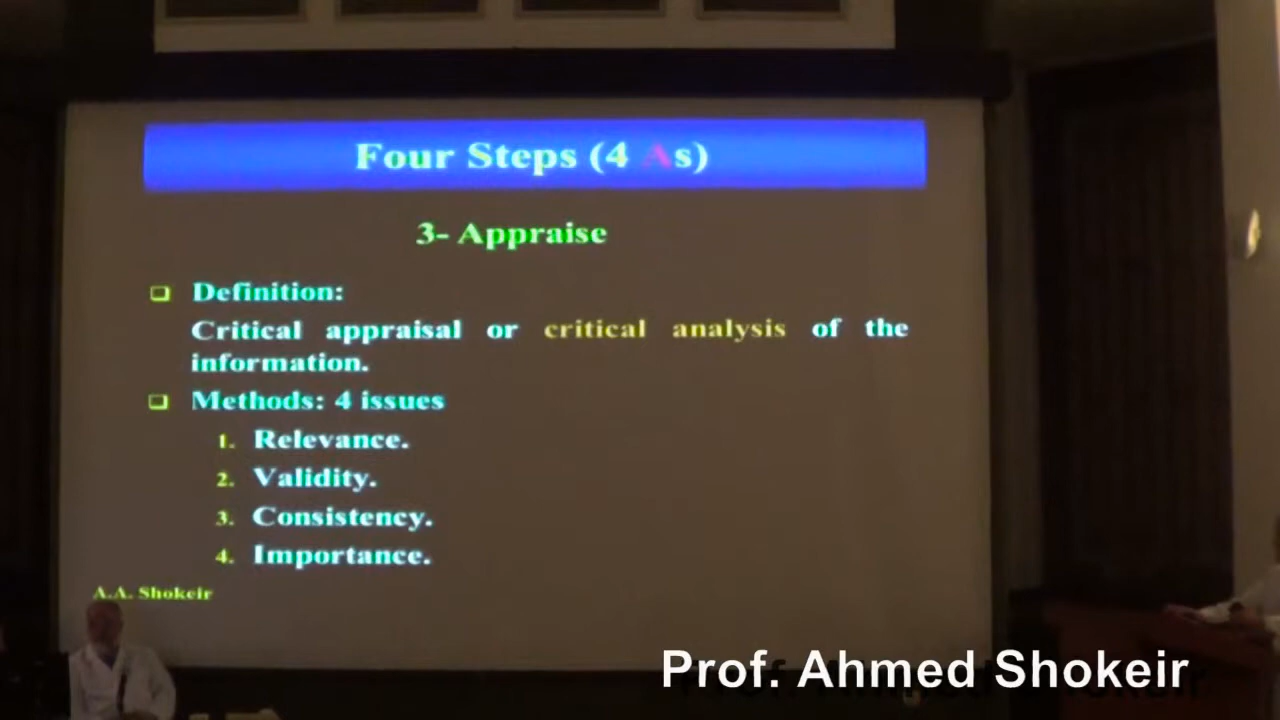 Four Steps (4 As)
3- Appraise
Definition:
Critical appraisal or critical analysis of the
information.
Methods: 4 issues
1. Relevance.
2. Validity.
3. Consistency.
4. Importance.
A.A. Shokeir
Prof. Ahmed Shokeir